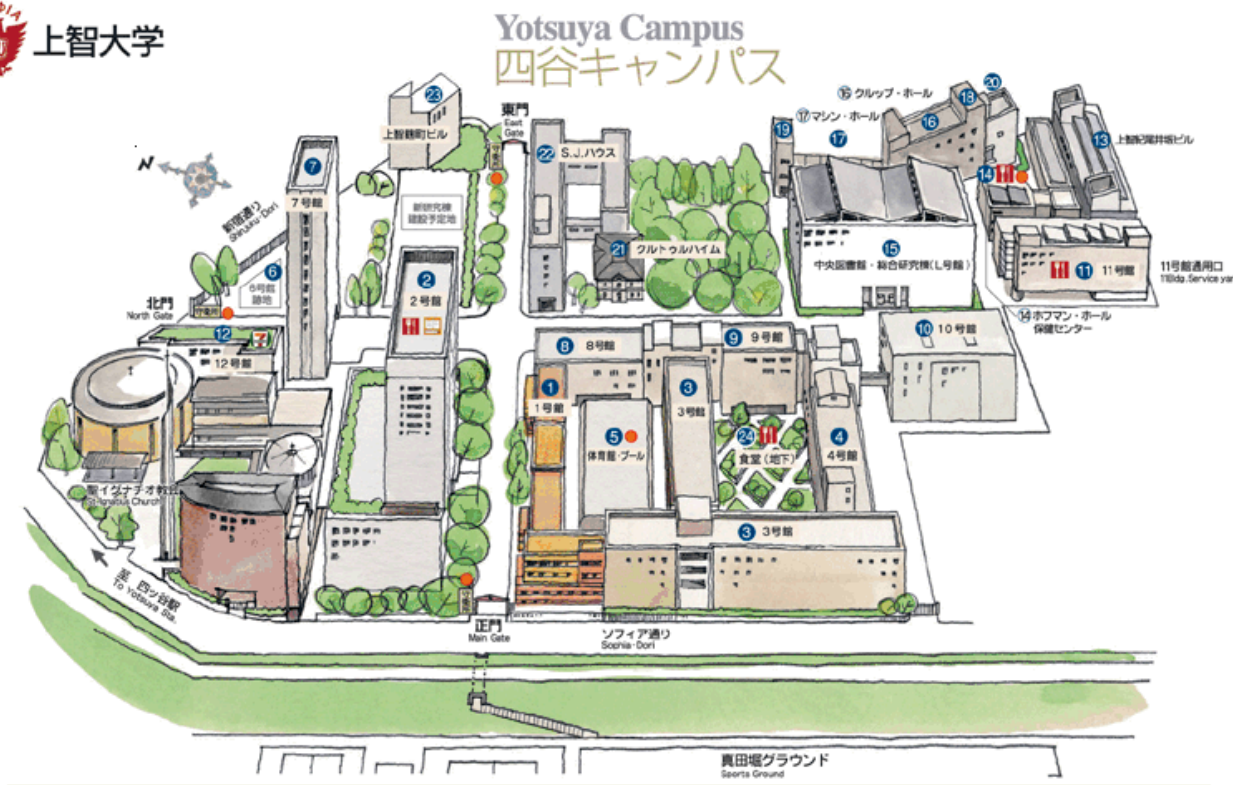 上智大学
Yotsuya Campus
四谷キャンパス
23
上智麹町ビル
東門
East
Gate
22 S.J.ハウス
⑯ クルップ・ホール
⑰ マシン・ホール
19
17
16
18
20
13
上智紀尾井坂ビル
14
N
7
7号館
新宿通り
Shinjuku-Dori
新研究棟
建設予定地
21 クルトゥルハイム
15
中央図書館・総合研究棟(L号館)
11 11号館
11号館通用口
11Bldg. Service yar
⑭ ホフマン・ホール
保健センター
6
6号館
跡地
2
2号館
北門
North Gate
守衛所
12
12号館
8 8号館
9 9号館
10 10号館
1
1号館
3
3号館
5
体育館・プール
24
食堂(地下)
4
4号館
聖イグナチオ教会
St. Ignatius Church
3 3号館
至 四ッ谷駅
To Yotsuya Sta.
正門
Main Gate
ソフィア通り
Sophia-Dori
真田堀グラウンド
Sports Ground